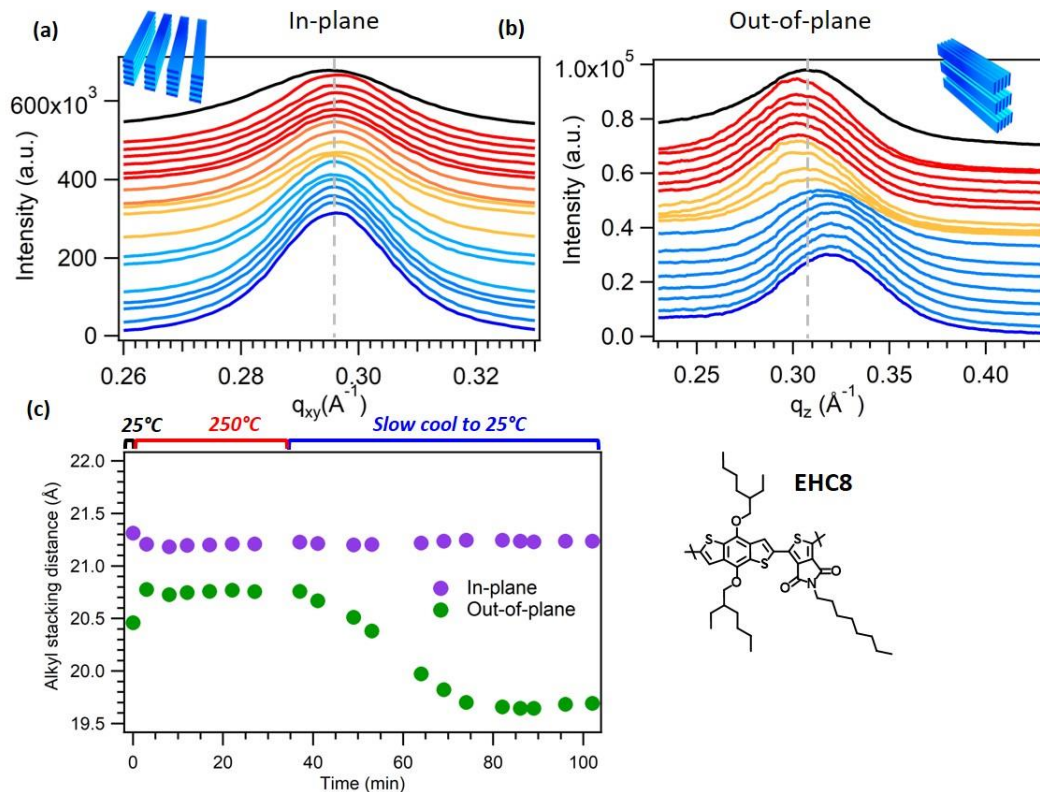 (a) In-plane
Intensity (a.u.)
600x10³
400
200
0
0.26 0.28 0.30 0.32
q_xy(A⁻¹)
(b) Out-of-plane
Intensity (a.u.)
1.0x10⁵
0.8
0.6
0.4
0.2
0.0
0.25 0.30 0.35 0.40
q_z (Å⁻¹)
(c)
25°C 250°C Slow cool to 25°C
Alkyl stacking distance (Å)
22.0
21.5
21.0
20.5
20.0
19.5
In-plane
Out-of-plane
0 20 40 60 80 100
Time (min)
EHC8
O
S
S
O
S
O
N
O